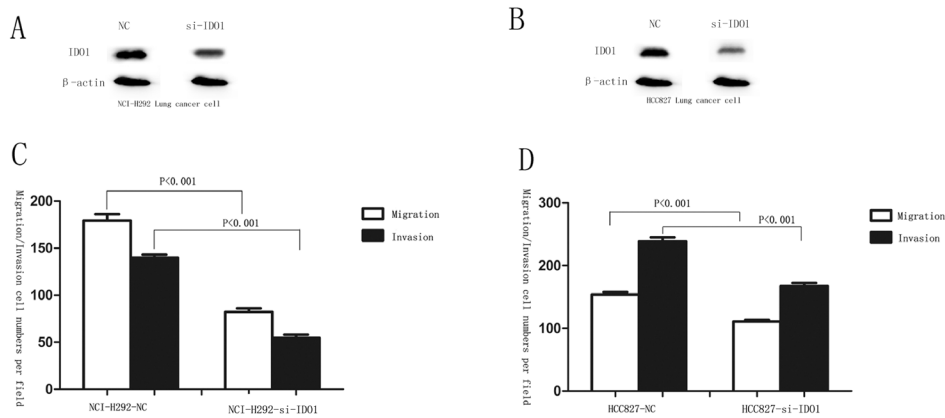 A
NC si-IDO1
IDO1
β-actin
NCI-H292 Lung cancer cell
B
NC si-IDO1
IDO1
β-actin
HCC827 Lung cancer cell
C
Migration/Invasion cell numbers per field
200
150
100
50
0
P<0.001
P<0.001
Migration
Invasion
NCI-H292-NC NCI-H292-si-IDO1
D
Migration/Invasion cell numbers per field
300
200
100
0
P<0.001
P<0.001
Migration
Invasion
HCC827-NC HCC827-si-IDO1